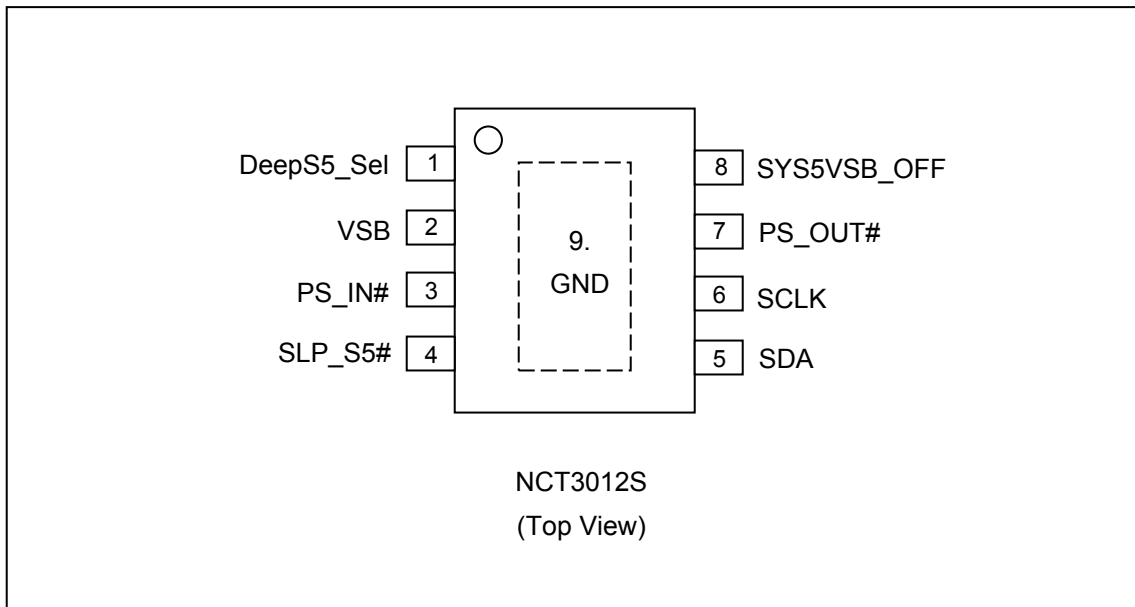 DeepS5_Sel 1
VSB 2
PS_IN# 3
SLP_S5# 4
9.
GND
8 SYS5VSB_OFF
7 PS_OUT#
6 SCLK
5 SDA
NCT3012S
(Top View)